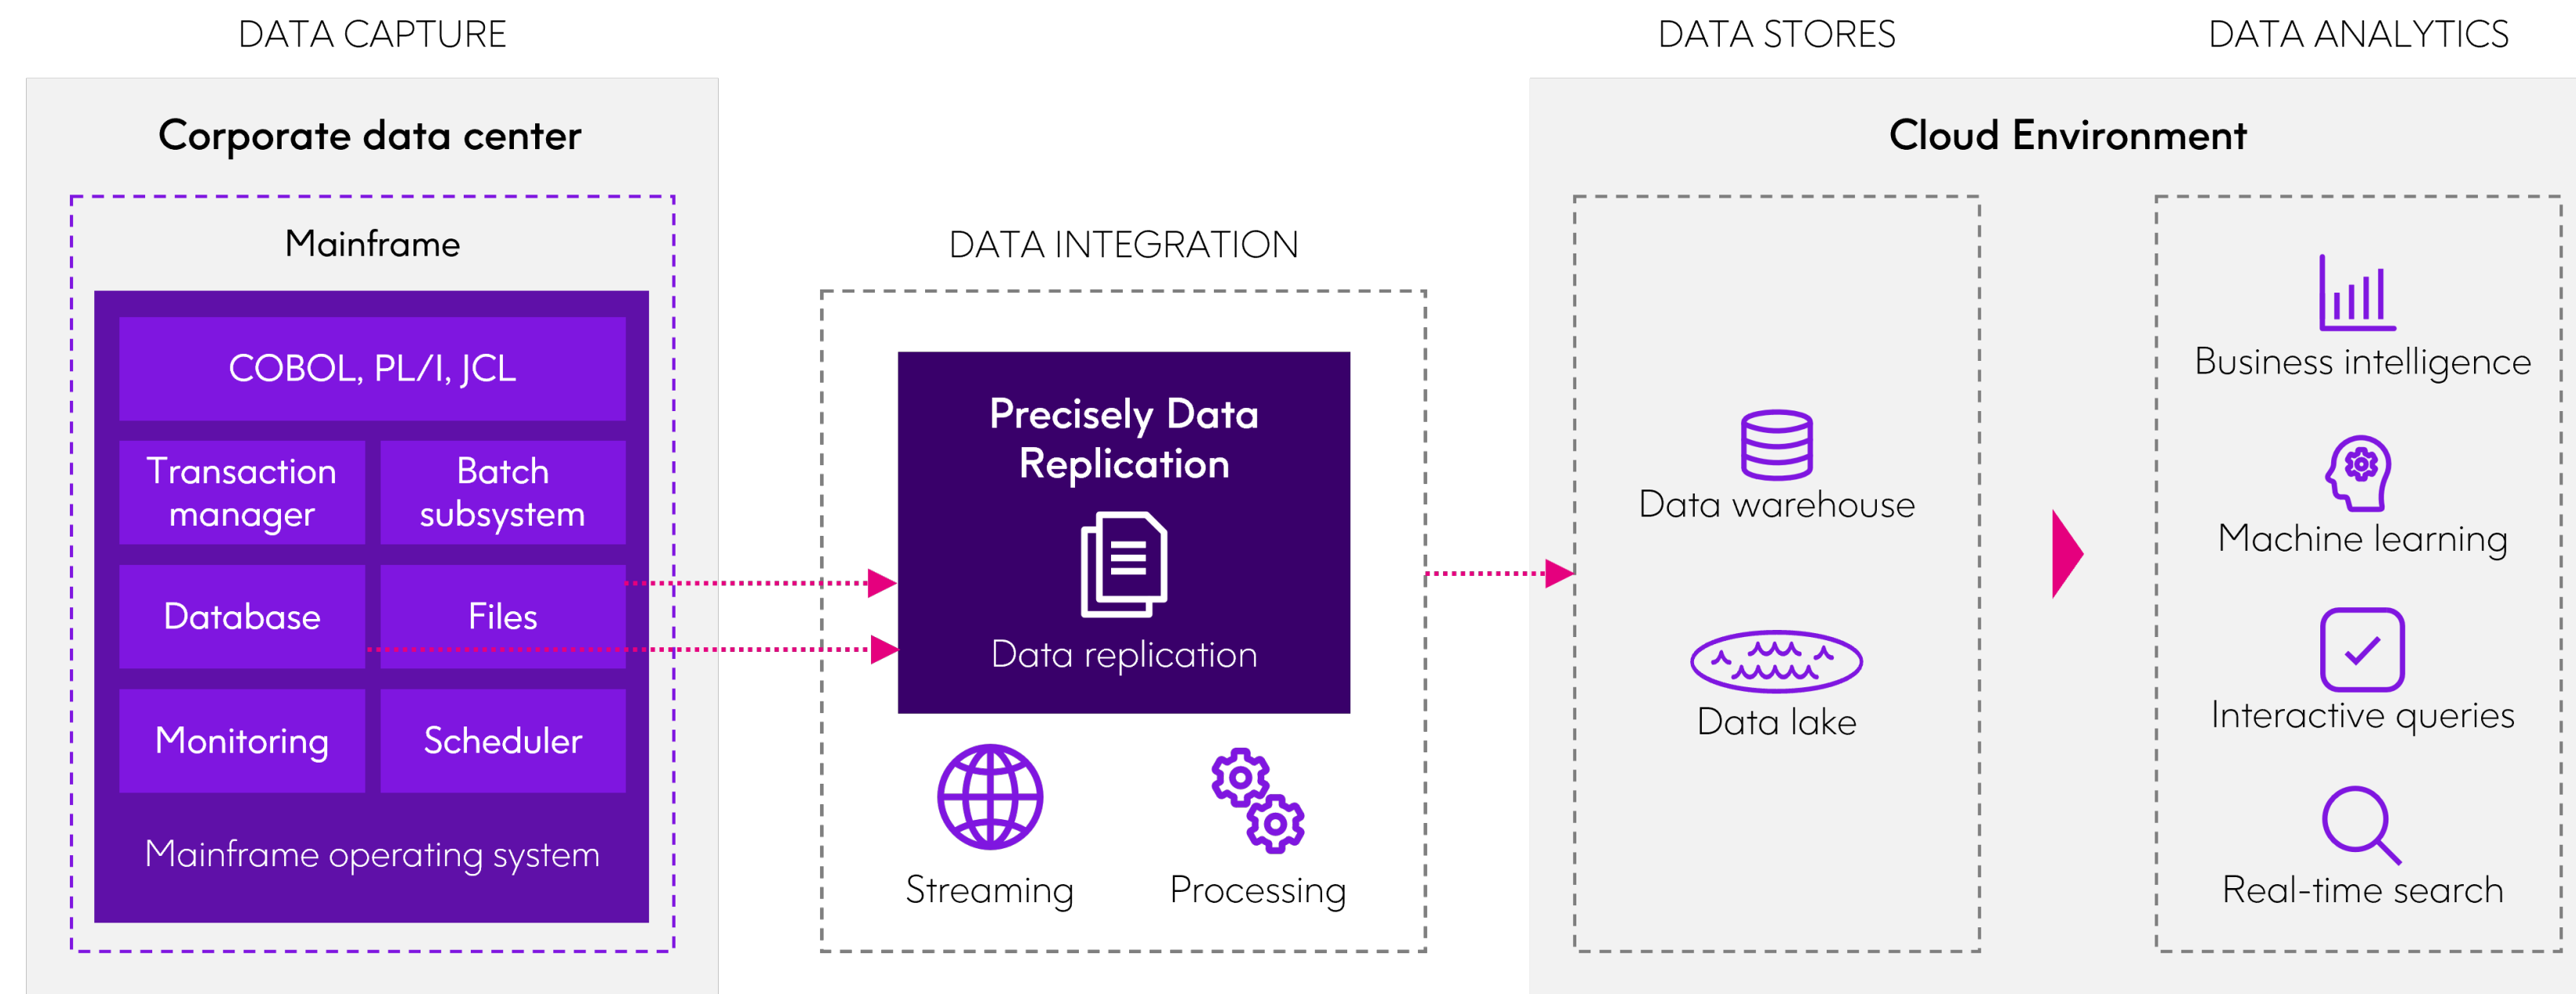 DATA CAPTURE
Corporate data center
Mainframe
COBOL, PL/I, JCL
Transaction
manager
Batch
subsystem
Database
Files
Monitoring
Scheduler
Mainframe operating system
DATA INTEGRATION
Precisely Data
Replication
Data replication
Streaming
Processing
DATA STORES
DATA ANALYTICS
Cloud Environment
Data warehouse
Data lake
Business intelligence
Machine learning
Interactive queries
Real-time search